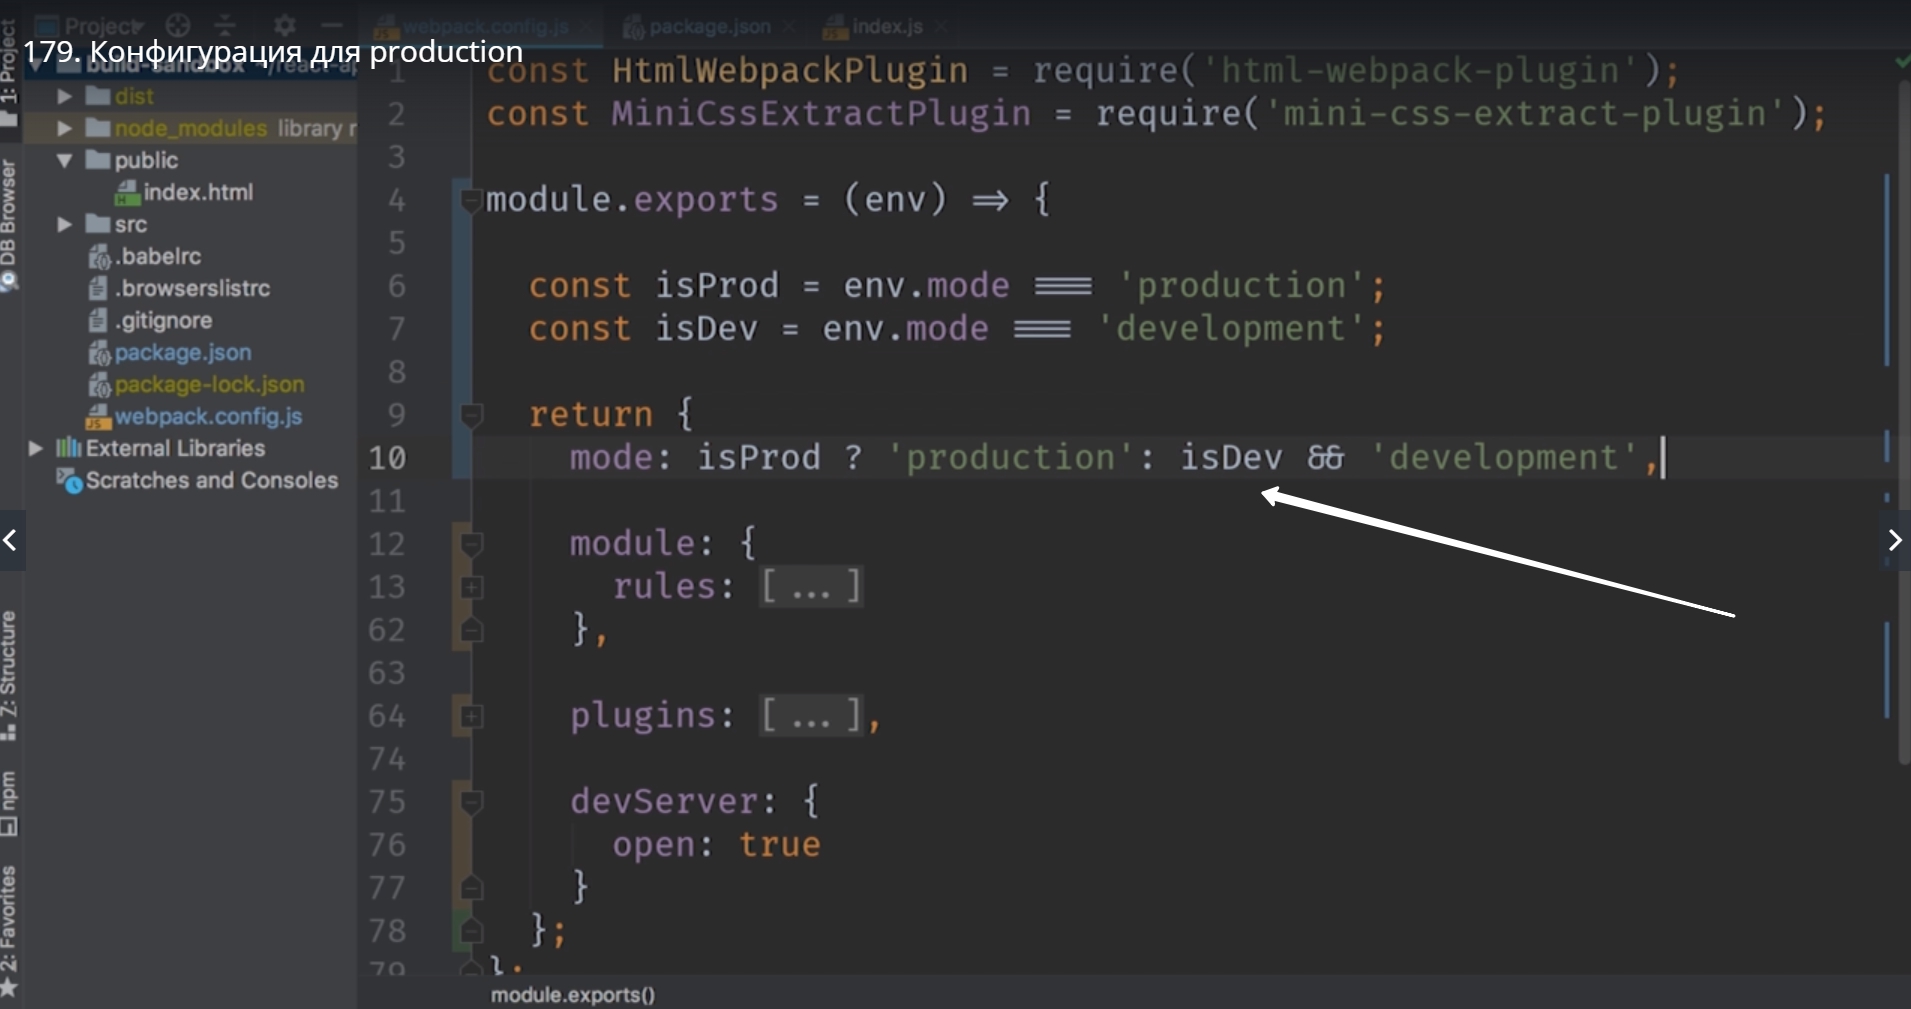 Project
webpack.config.js
package.json
index.js
179. Конфигурация для production
1: Project
build-sandbox ~/react-ap
dist
node_modules library r
public
index.html
src
.babelrc
.browserslistrc
.gitignore
package.json
package-lock.json
webpack.config.js
External Libraries
Scratches and Consoles
DB Browser
Z: Structure
npm
2: Favorites
1 const HtmlWebpackPlugin = require('html-webpack-plugin');
2 const MiniCssExtractPlugin = require('mini-css-extract-plugin');
3
4 module.exports = (env) => {
5
6 const isProd = env.mode === 'production';
7 const isDev = env.mode === 'development';
8
9 return {
10 mode: isProd ? 'production': isDev && 'development',
11
12 module: {
13 rules: [ ... ]
62 },
63
64 plugins: [ ... ],
74
75 devServer: {
76 open: true
77 }
78 };
79 };
module.exports()